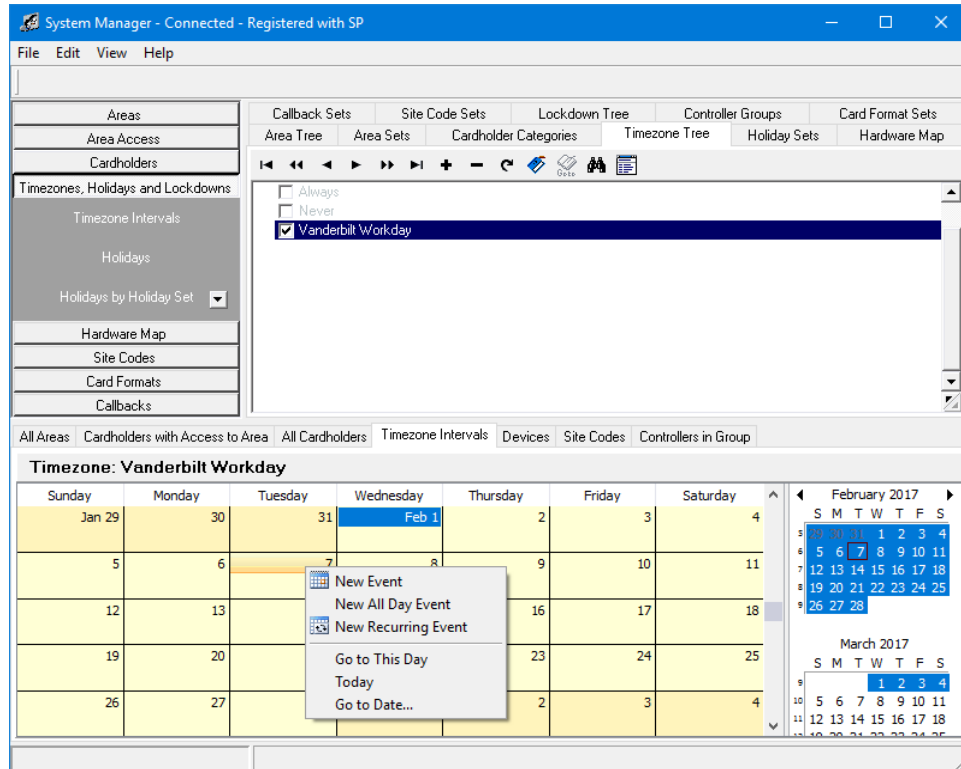 System Manager - Connected - Registered with SP
File Edit View Help
Areas
Area Access
Cardholders
Timezones, Holidays and Lockdowns
Timezone Intervals
Holidays
Holidays by Holiday Set
Hardware Map
Site Codes
Card Formats
Callbacks
Callback Sets Site Code Sets Lockdown Tree Controller Groups Card Format Sets
Area Tree Area Sets Cardholder Categories Timezone Tree Holiday Sets Hardware Map
Goto
Always
Never
Vanderbilt Workday
All Areas Cardholders with Access to Area All Cardholders Timezone Intervals Devices Site Codes Controllers in Group
Timezone: Vanderbilt Workday
Sunday Monday Tuesday Wednesday Thursday Friday Saturday
Jan 29 30 31 Feb 1 2 3 4
5 6 7 8 9 10 11
12 13 16 17 18
19 20 23 24 25
26 27 2 3 4
New Event
New All Day Event
New Recurring Event
Go to This Day
Today
Go to Date...
February 2017
S M T W T F S
5 29 30 31 1 2 3 4
6 5 6 7 8 9 10 11
7 12 13 14 15 16 17 18
8 19 20 21 22 23 24 25
9 26 27 28
March 2017
S M T W T F S
9 1 2 3 4
10 5 6 7 8 9 10 11
11 12 13 14 15 16 17 18